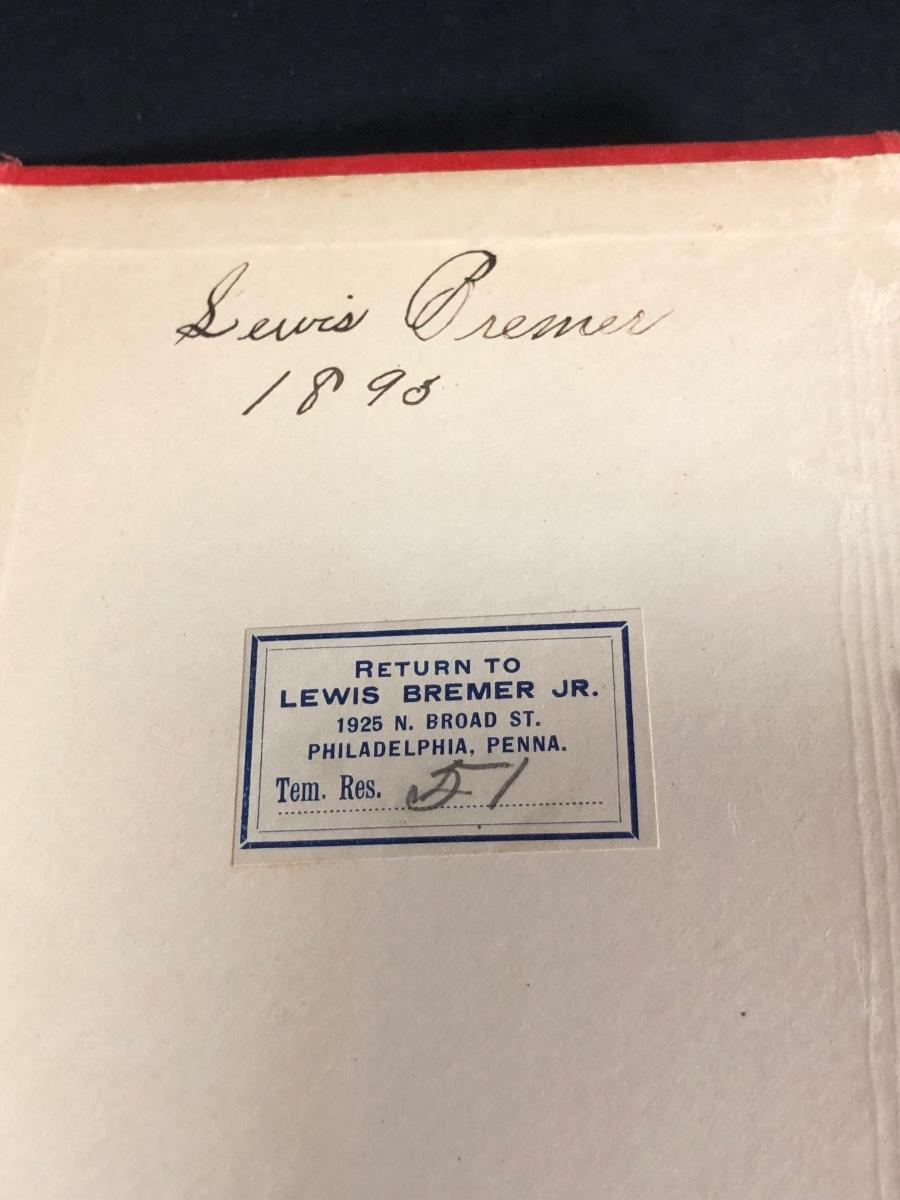 Lewis Bremer
1895
RETURN TO
LEWIS BREMER JR.
1925 N. BROAD ST.
PHILADELPHIA, PENNA.
Tem. Res. 51